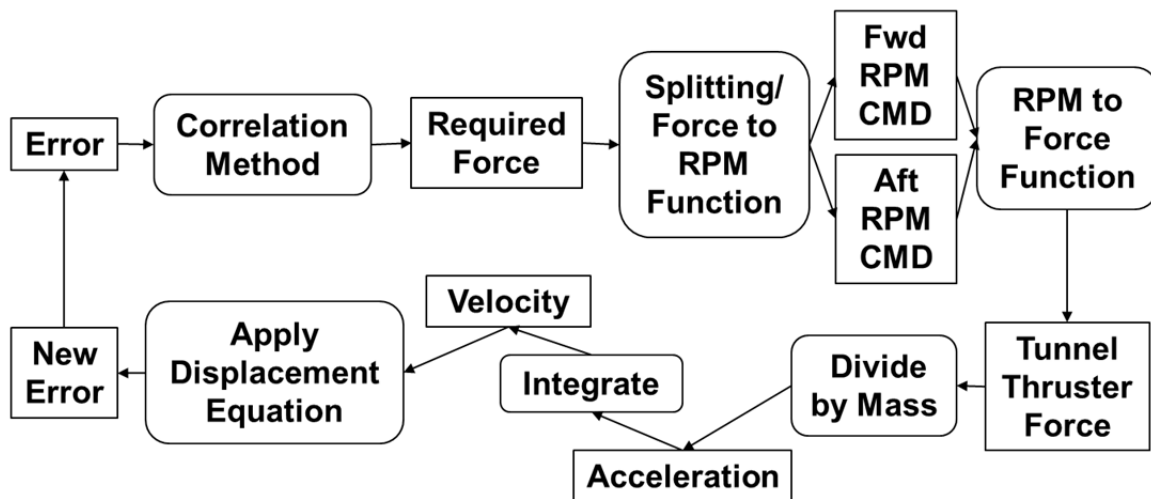 Error
Correlation
Method
Required
Force
Splitting/
Force to
RPM
Function
Fwd
RPM
CMD
Aft
RPM
CMD
RPM to
Force
Function
Tunnel
Thruster
Force
Divide
by Mass
Acceleration
Integrate
Velocity
Apply
Displacement
Equation
New
Error